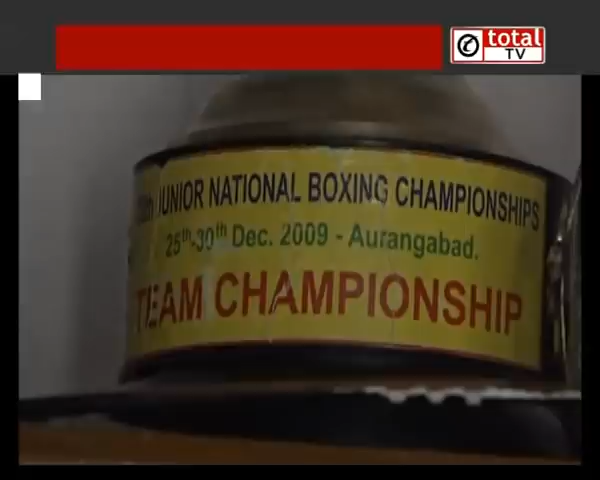 total
TV
JUNIOR NATIONAL BOXING CHAMPIONSHIPS
25th-30th Dec. 2009 - Aurangabad.
TEAM CHAMPIONSHIP